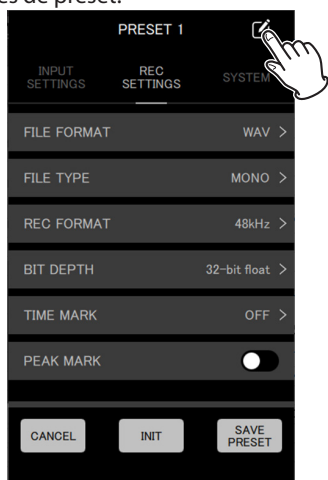 es de preset.
PRESET 1
INPUT SETTINGS
REC SETTINGS
SYSTEM
FILE FORMAT WAV >
FILE TYPE MONO >
REC FORMAT 48kHz >
BIT DEPTH 32-bit float >
TIME MARK OFF >
PEAK MARK
CANCEL
INIT
SAVE PRESET